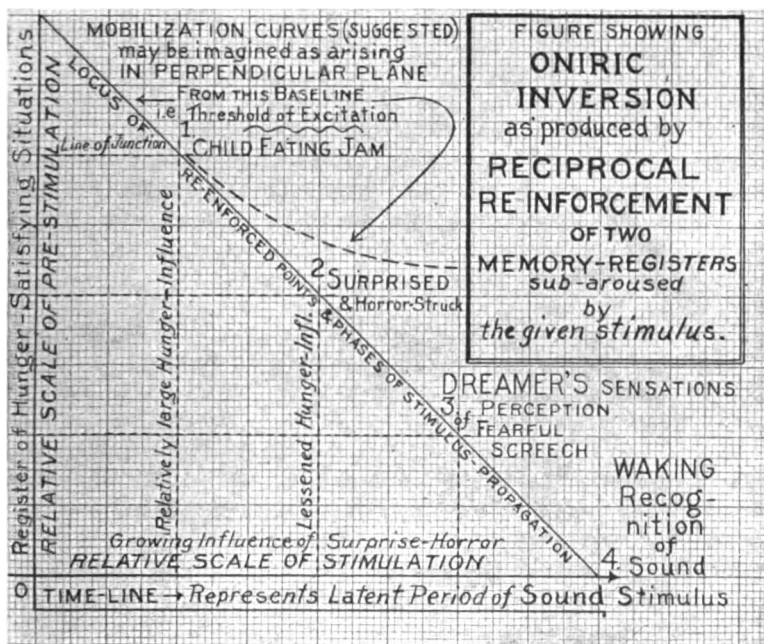 MOBILIZATION CURVES (SUGGESTED)
may be imagined as arising
IN PERPENDICULAR PLANE
FROM THIS BASELINE
i.e. Threshold of Excitation
FIGURE SHOWING
ONIRIC
INVERSION
as produced by
RECIPROCAL
RE INFORCEMENT
OF TWO
MEMORY-REGISTERS
sub-aroused
by
the given stimulus.
Register of Hunger-Satisfying Situations
RELATIVE SCALE OF PRE-STIMULATION
LOCUS OF RE-ENFORCED POINTS & PHASES OF STIMULUS-PROPAGATION
Line of Junction
1
CHILD EATING JAM
2 SURPRISED
& Horror-Struck
DREAMER'S SENSATIONS
3 of PERCEPTION
FEARFUL
SCREECH
WAKING
Recog-
nition
of
4. Sound
Relatively large Hunger-Influence
Lessened Hunger-Infl.
Growing Influence of Surprise-Horror
RELATIVE SCALE OF STIMULATION
O TIME-LINE → Represents Latent Period of Sound Stimulus